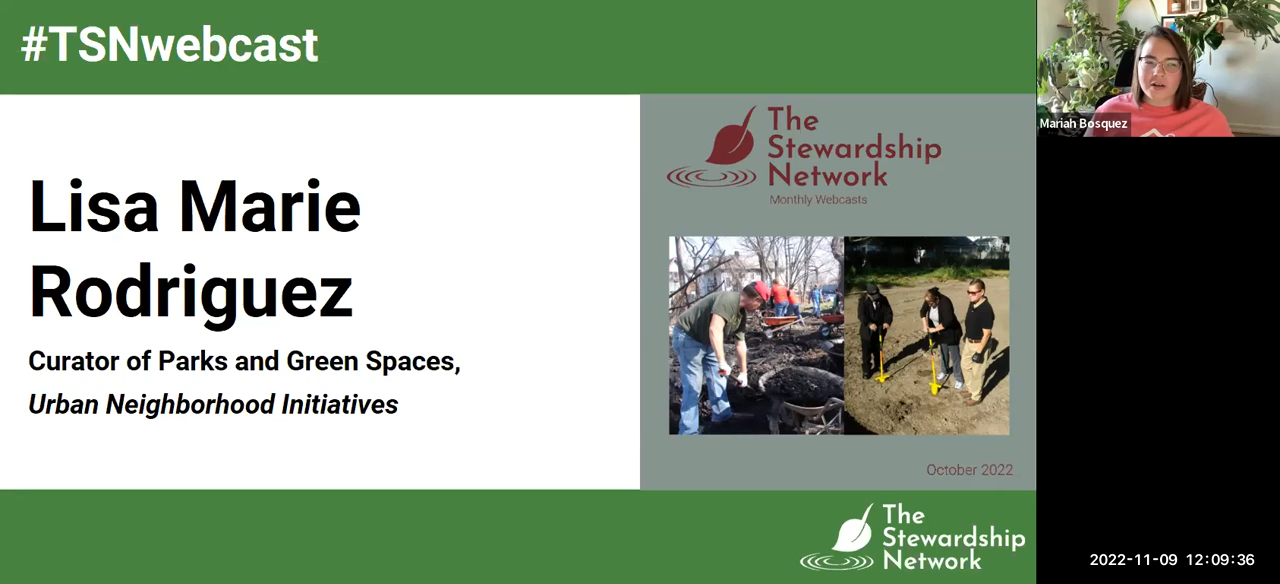 #TSNwebcast
Lisa Marie
Rodriguez
Curator of Parks and Green Spaces,
Urban Neighborhood Initiatives
The
Stewardship
Network
Monthly Webcasts
October 2022
The
Stewardship
Network
Mariah Bosquez
2022-11-09 12:09:36